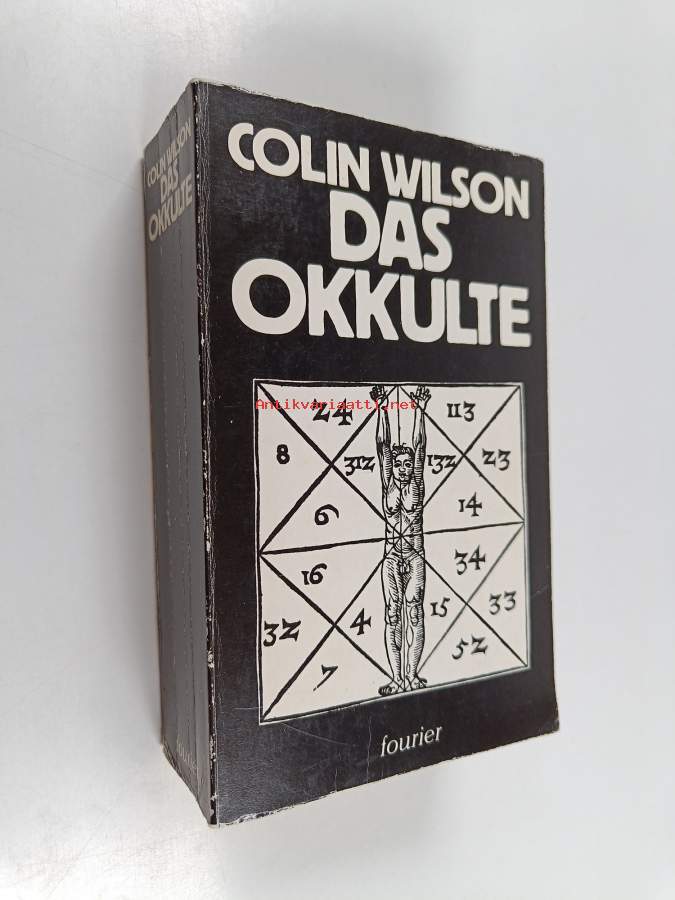 COLIN WILSON
DAS
OKKULTE
COLIN WILSON
DAS
OKKULTE
Antikvariaatti.net
24
113
8
312
132
23
6
14
16
34
32
4
15
33
7
52
fourier